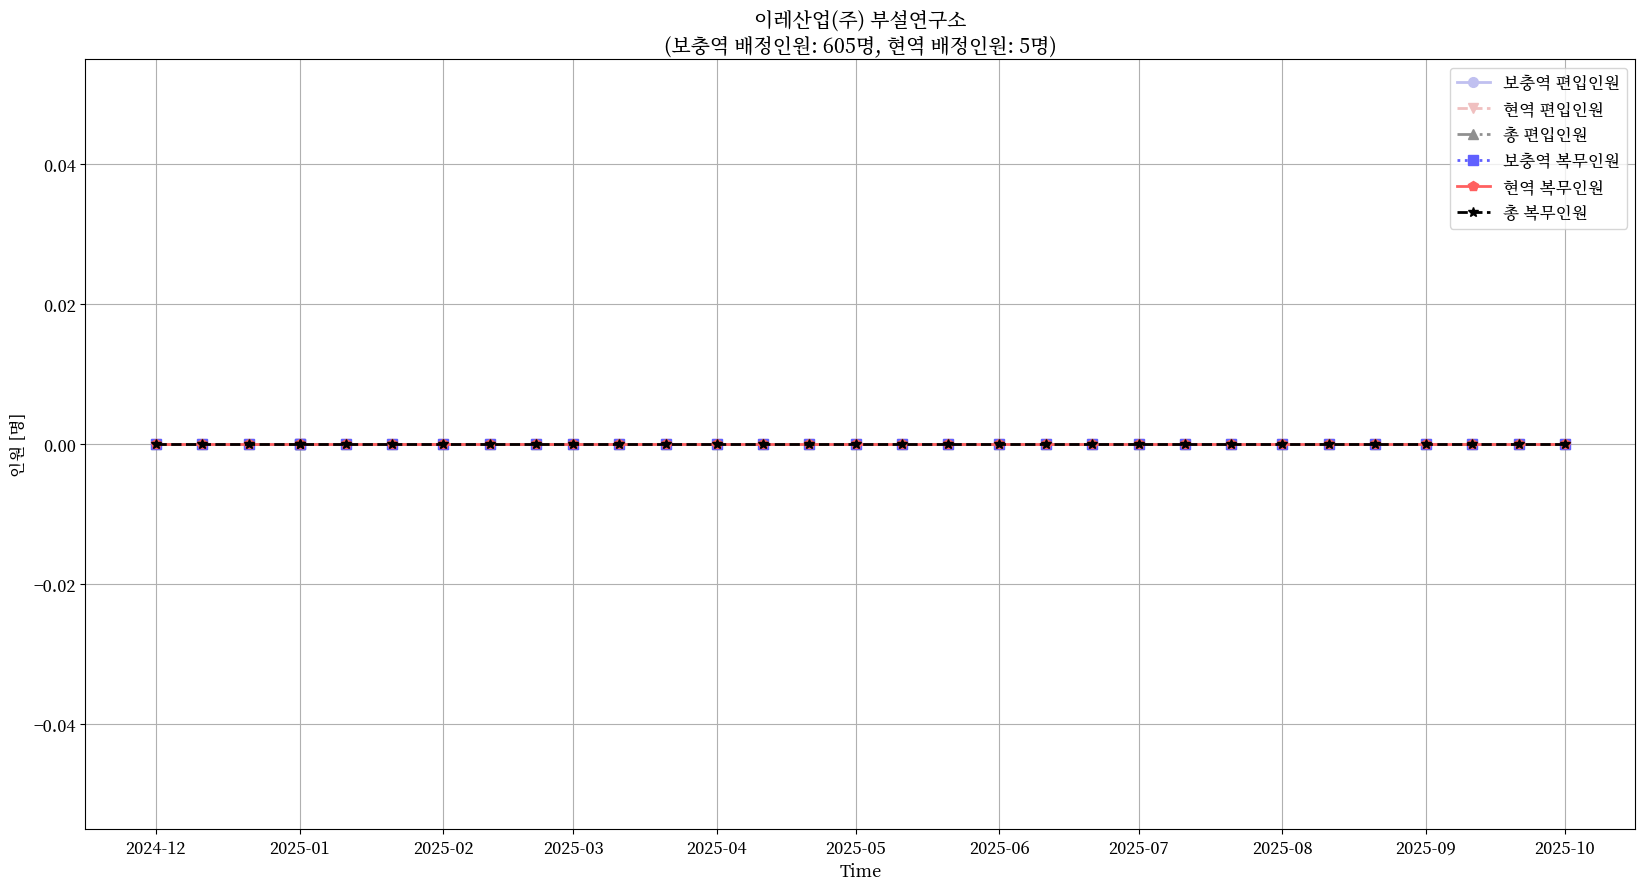 이레산업(주) 부설연구소
(보충역 배정인원: 605명, 현역 배정인원: 5명)
보충역 편입인원
현역 편입인원
총 편입인원
보충역 복무인원
현역 복무인원
총 복무인원
인원 [명]
0.04
0.02
0.00
−0.02
−0.04
2024-12 2025-01 2025-02 2025-03 2025-04 2025-05 2025-06 2025-07 2025-08 2025-09 2025-10
Time